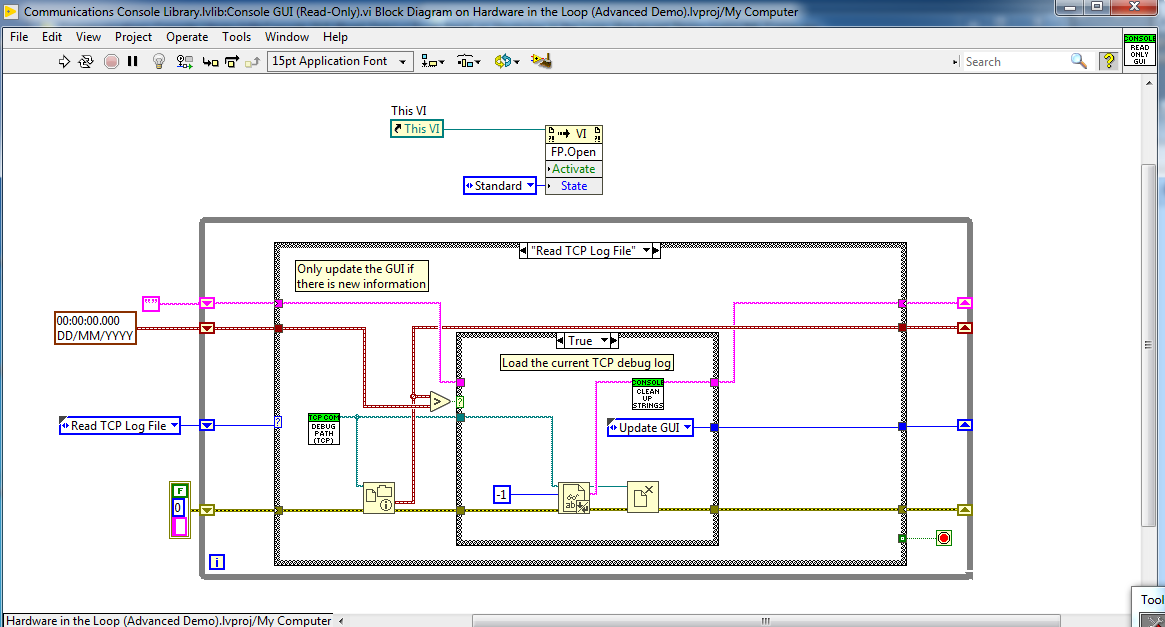 Communications Console Library.lvlib:Console GUI (Read-Only).vi Block Diagram on Hardware in the Loop (Advanced Demo).lvproj/My Computer
File Edit View Project Operate Tools Window Help
15pt Application Font
Search
?
CONSOLE
READ
ONLY
GUI
This VI
This VI
VI
FP.Open
Activate
Standard
State
"Read TCP Log File"
Only update the GUI if
there is new information
""
00:00:00.000
DD/MM/YYYY
True
Load the current TCP debug log
CONSOLE
CLEAN
UP
STRINGS
>
?
Read TCP Log File
?
TCP COM
DEBUG
PATH
(TCP)
Update GUI
-1
ab
F
0
i
Hardware in the Loop (Advanced Demo).lvproj/My Computer
Tool